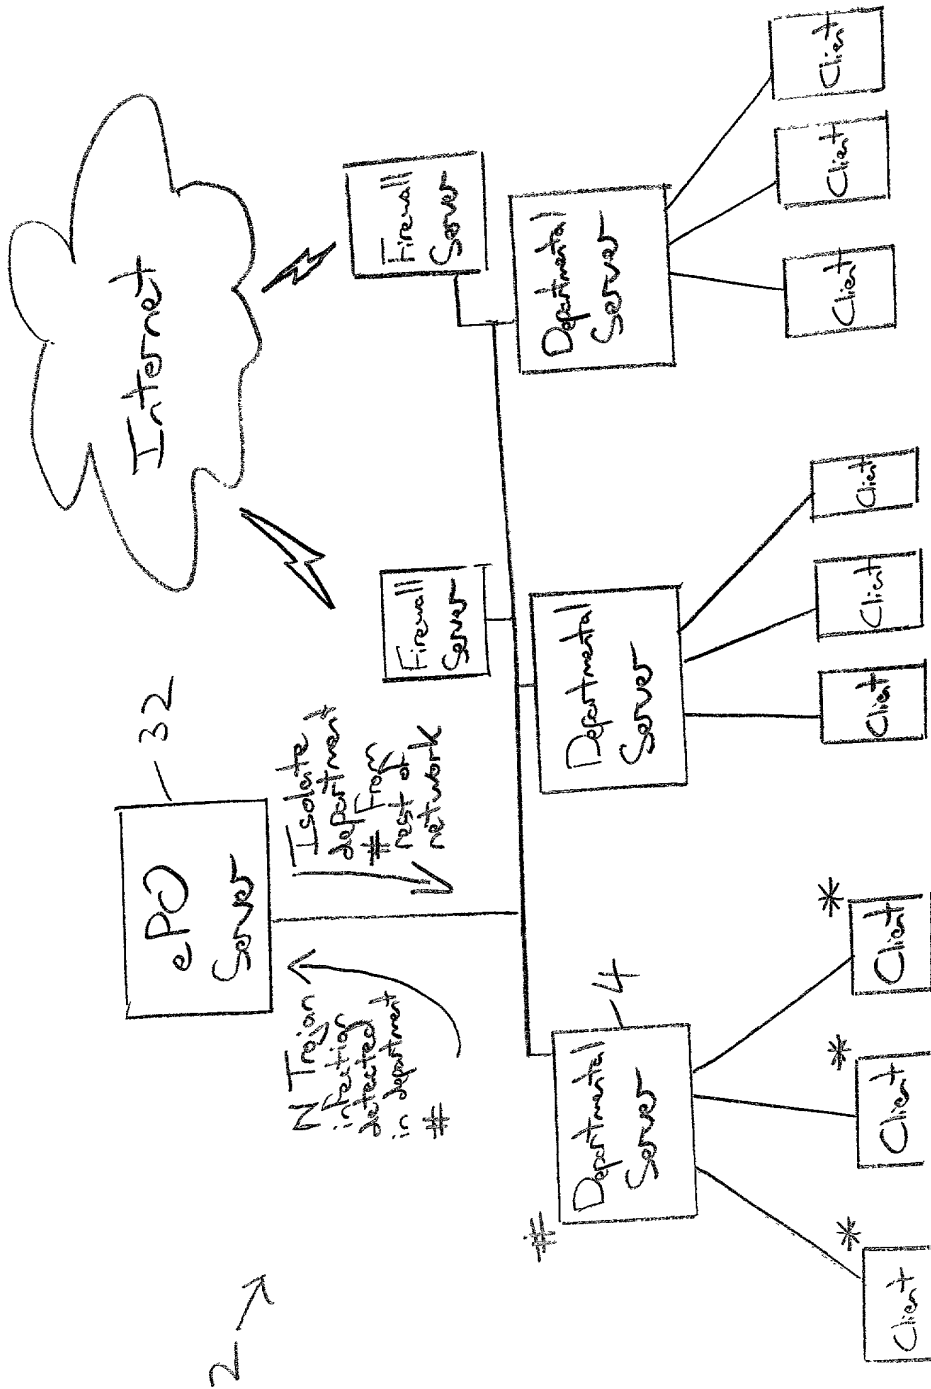 2
ePO
Server
32
Internet
N Trojan
infection
detected
in department
#
Isolate
department
# from
rest of
network
Firewall
Server
Firewall
Server
#
Departmental
Server
4
Departmental
Server
Departmental
Server
*
Client
*
Client
*
Client
Client
Client
Client
Client
Client
Client